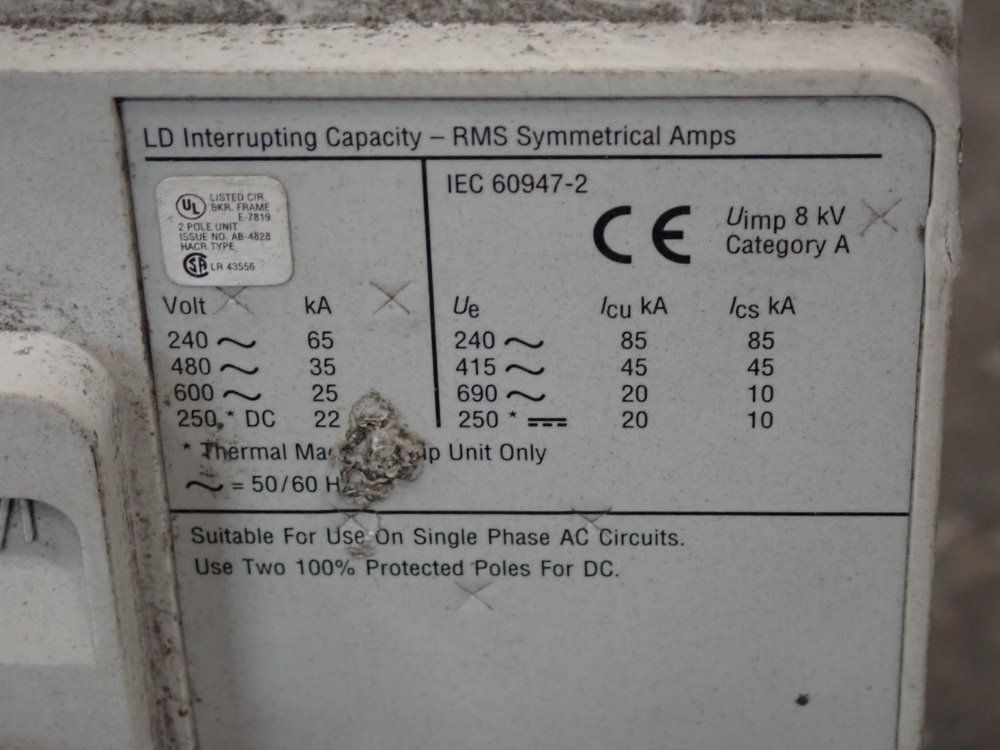 LD Interrupting Capacity – RMS Symmetrical Amps
UL LISTED CIR.
BKR. FRAME
E-7819
2 POLE UNIT
ISSUE NO. AB-4828
HACR TYPE
SA LR 43556
Volt kA
240 ~ 65
480 ~ 35
600 ~ 25
250 * DC 22
IEC 60947-2
CE
Uimp 8 kV
Category A
Ue Icu kA Ics kA
240 ~ 85 85
415 ~ 45 45
690 ~ 20 10
250 * ⎓ 20 10
* Thermal Unit Only
~ = 50/60
Suitable For Use On Single Phase AC Circuits.
Use Two 100% Protected Poles For DC.